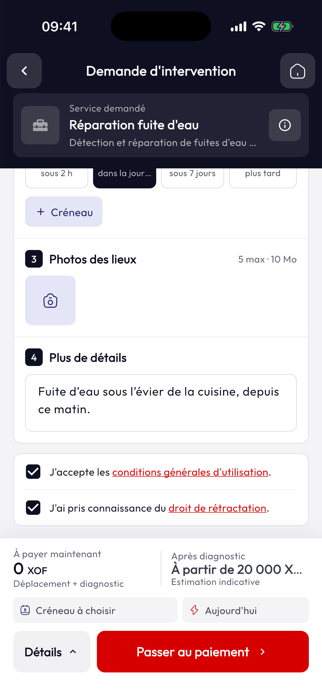 09:41
Demande d'intervention
Service demandé
Réparation fuite d'eau
Détection et réparation de fuites d'eau ...
sous 2 h
dans la jour...
sous 7 jours
plus tard
+ Créneau
3 Photos des lieux
5 max · 10 Mo
4 Plus de détails
Fuite d'eau sous l'évier de la cuisine, depuis
ce matin.
J'accepte les conditions générales d'utilisation.
J'ai pris connaissance du droit de rétractation.
À payer maintenant
0 XOF
Déplacement + diagnostic
Après diagnostic
À partir de 20 000 X...
Estimation indicative
Créneau à choisir
Aujourd'hui
Détails
Passer au paiement